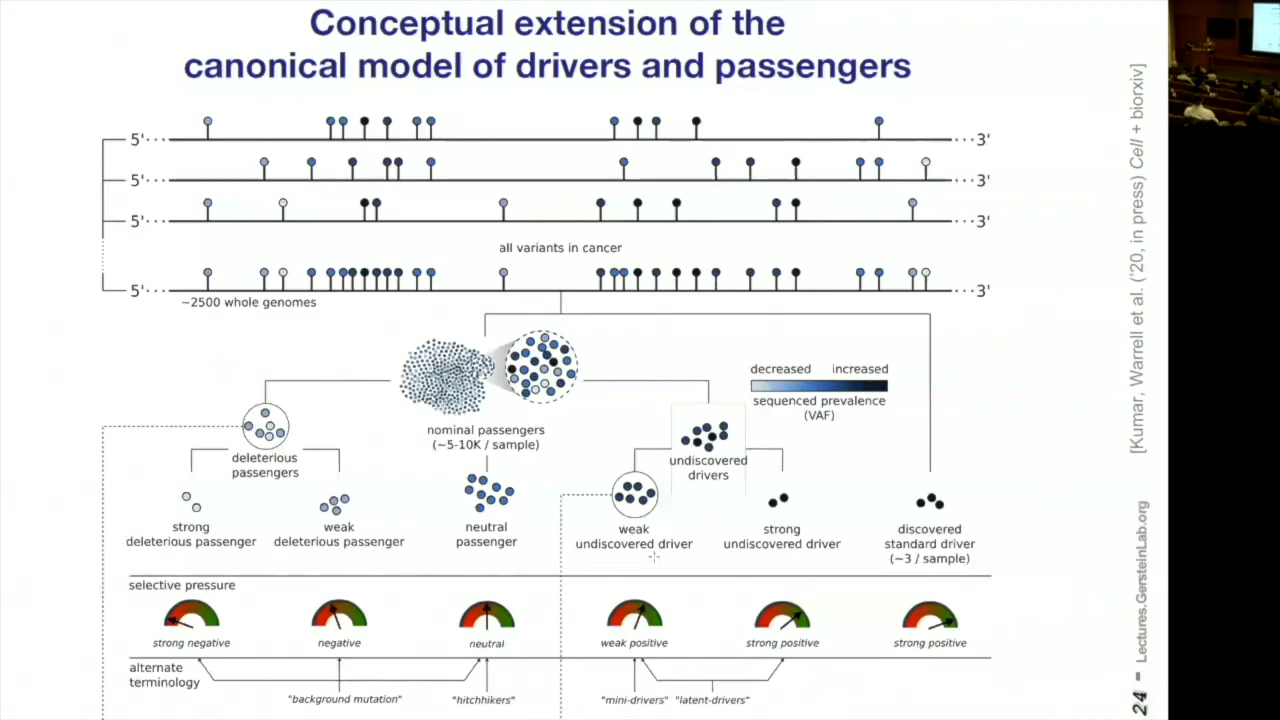 Conceptual extension of the
canonical model of drivers and passengers
5'··· ···3'
5'··· ···3'
5'··· ···3'
all variants in cancer
5'··· ···3'
~2500 whole genomes
decreased increased
sequenced prevalence
(VAF)
nominal passengers
(~5-10K / sample)
deleterious
passengers
undiscovered
drivers
strong
deleterious passenger
weak
deleterious passenger
neutral
passenger
weak
undiscovered driver
strong
undiscovered driver
discovered
standard driver
(~3 / sample)
selective pressure
strong negative
negative
neutral
weak positive
strong positive
strong positive
alternate
terminology
"background mutation"
"hitchhikers"
"mini-drivers"
"latent-drivers"
[Kumar, Warrell et al. ('20, in press) Cell + biorxiv]
24 - Lectures.GersteinLab.org